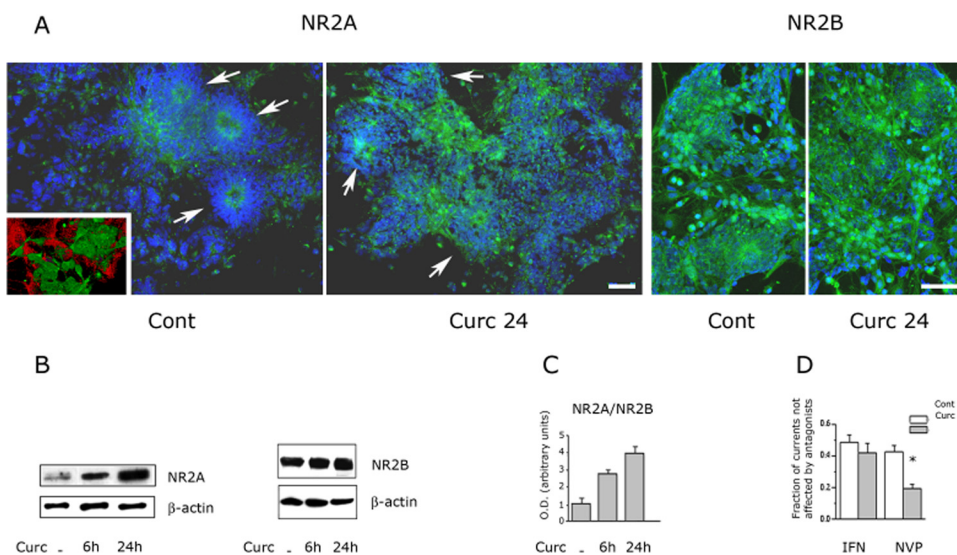 A NR2A NR2B
Cont Curc 24 Cont Curc 24
B C D
NR2A/NR2B
Cont
Curc
NR2A
β-actin
Curc - 6h 24h
NR2B
β-actin
Curc - 6h 24h
O.D. (arbitrary units)
5
4
3
2
1
0
Curc - 6h 24h
Fraction of currents not
affected by antagonists
0.6
0.4
0.2
0.0
*
IFN NVP